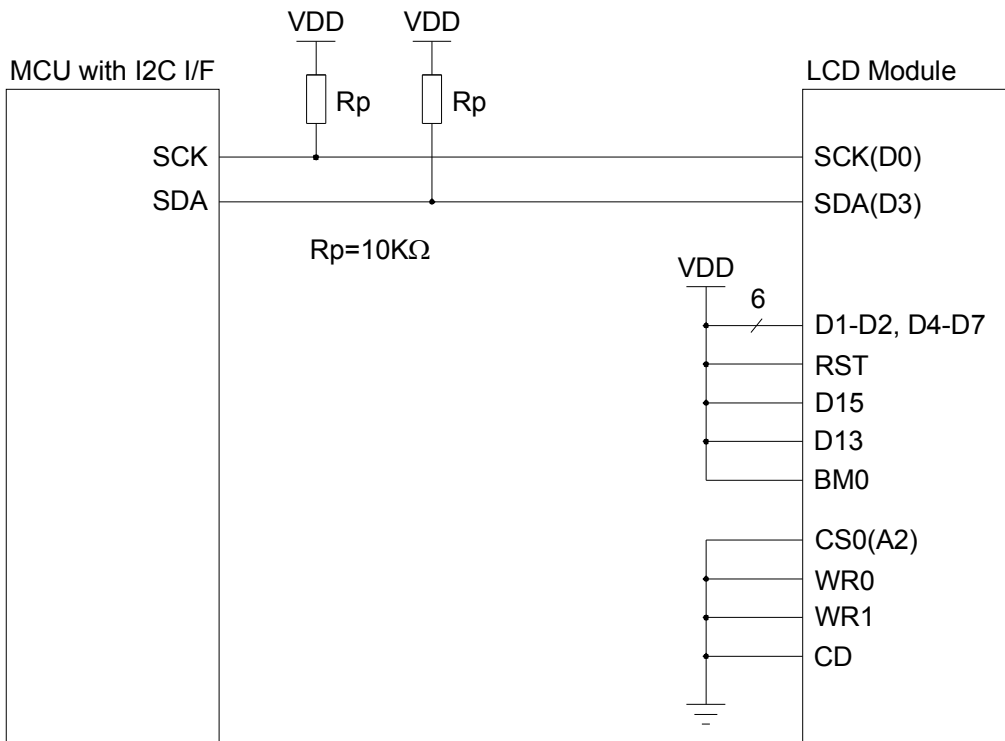 VDD VDD
MCU with I2C I/F LCD Module
Rp Rp
SCK SCK(D0)
SDA SDA(D3)
Rp=10KΩ
VDD
6
D1-D2, D4-D7
RST
D15
D13
BM0
CS0(A2)
WR0
WR1
CD